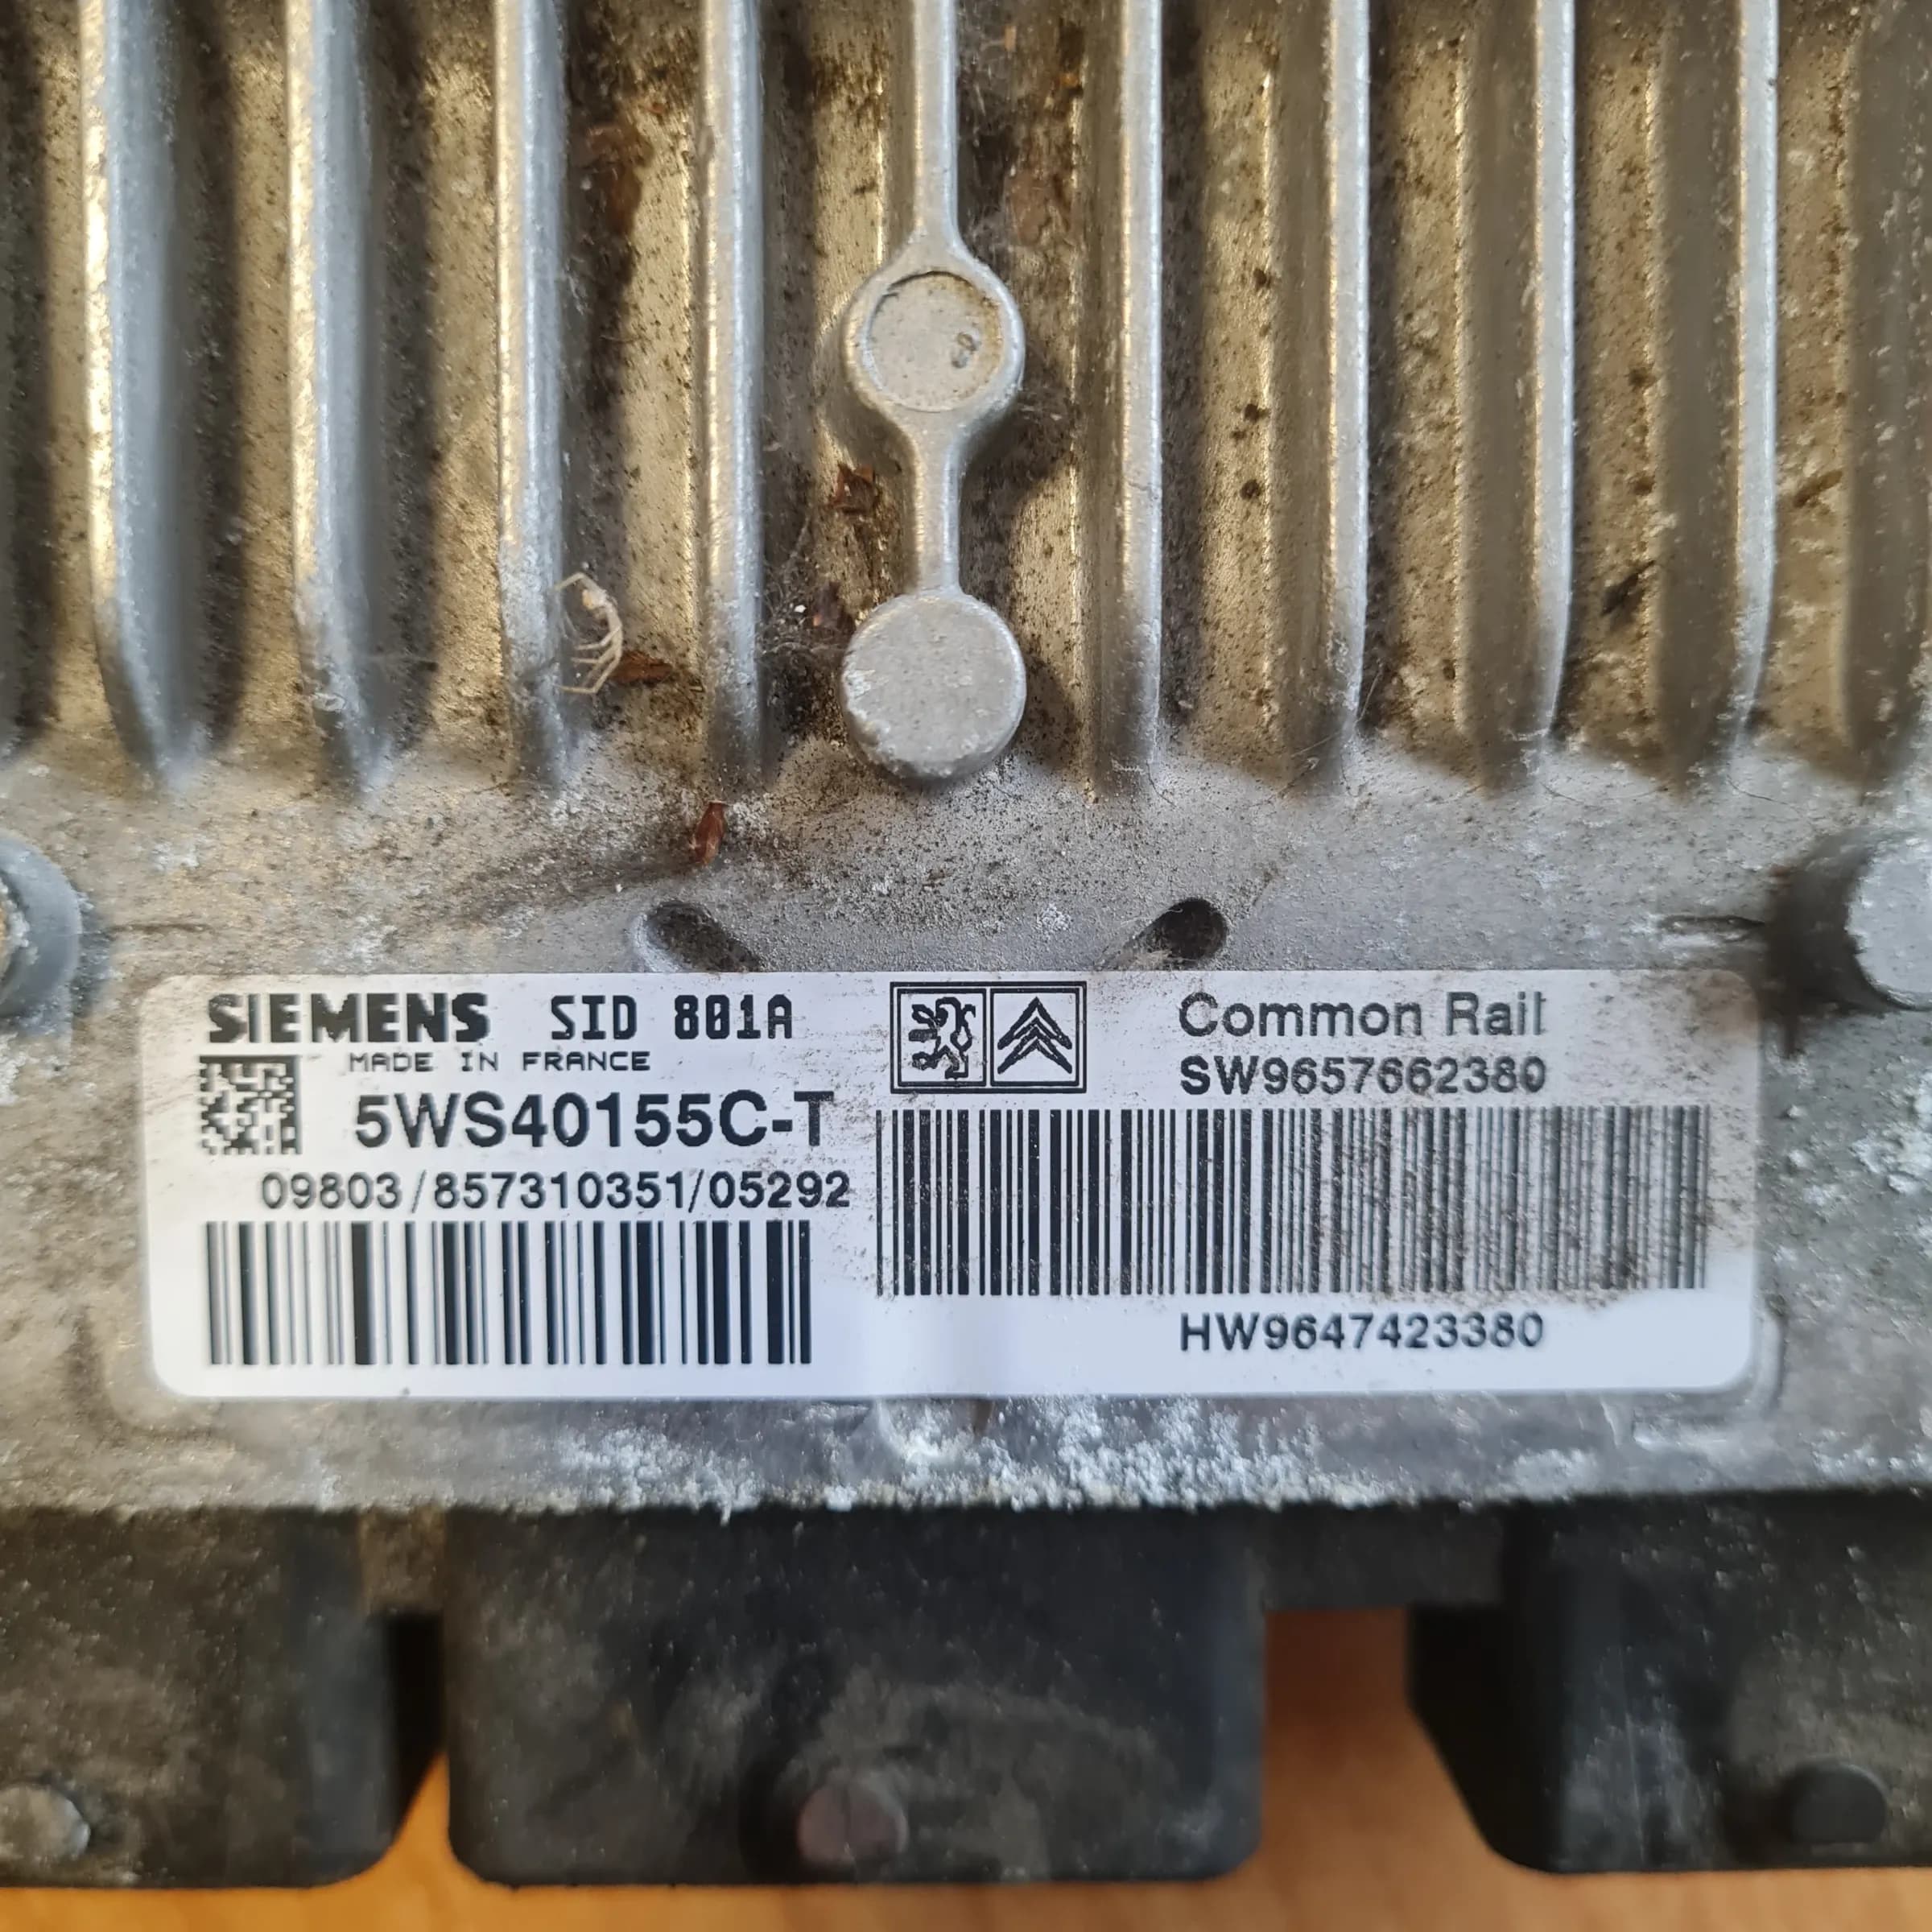 SIEMENS SID 801A
MADE IN FRANCE
5WS40155C-T
09803/857310351/05292
Common Rail
SW9657662380
HW9647423380